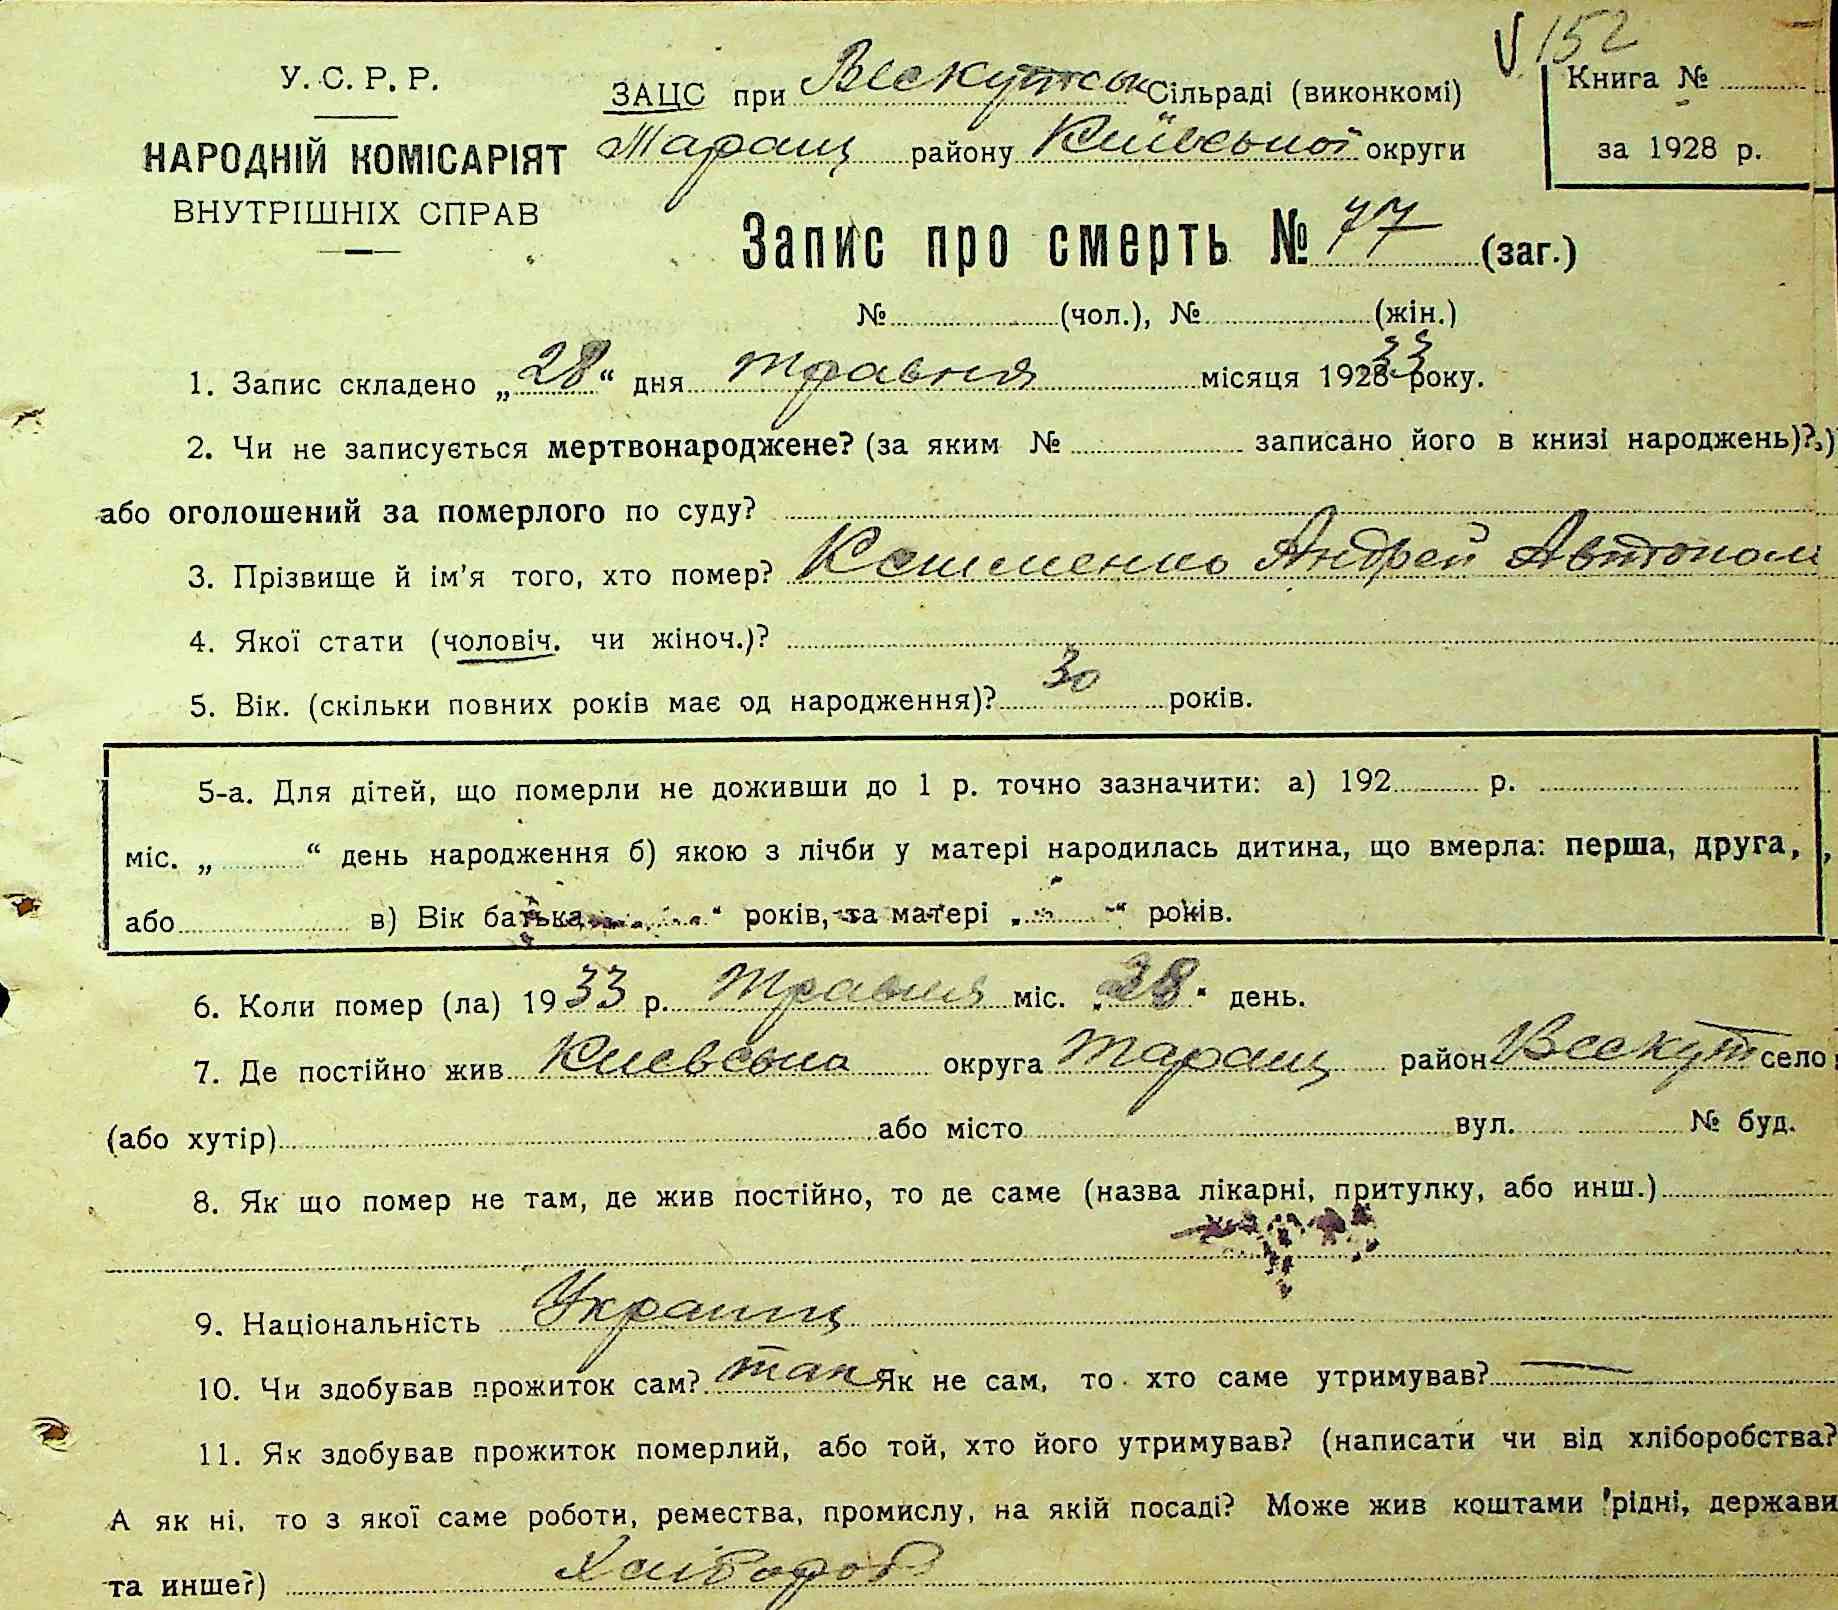 V 152
У. С. Р. Р.
НАРОДНІЙ КОМІСАРІЯТ
ВНУТРІШНІХ СПРАВ
ЗАЦС при Сільраді (виконкомі)
Таращ району Київської округи
Книга №
за 1928 р.
Запис про смерть № 77 (заг.)
№ (чол.), № (жін.)
1. Запис складено „28“ дня травня місяця 1928 33 року.
2. Чи не записується мертвонароджене? (за яким № записано його в книзі народжень)?
або оголошений за померлого по суду?
3. Прізвище й ім'я того, хто помер? Андрей Автоном
4. Якої стати (чоловіч. чи жіноч.)?
5. Вік. (скільки повних років має од народження)? 30 років.
5-а. Для дітей, що померли не доживши до 1 р. точно зазначити: а) 192 р.
міс. „ “ день народження б) якою з лічби у матері народилась дитина, що вмерла: перша, друга,
або в) Вік батька “ років, та матері „ “ років.
6. Коли помер (ла) 1933 р. Травня міс. „28“ день.
7. Де постійно жив Киевська округа Таращ район село
(або хутір) або місто вул. № буд.
8. Як що помер не там, де жив постійно, то де саме (назва лікарні, притулку, або инш.)
9. Національність Украинц
10. Чи здобував прожиток сам? так Як не сам, то хто саме утримував? —
11. Як здобував прожиток померлий, або той, хто його утримував? (написати чи від хліборобства?
А як ні, то з якої саме роботи, ремества, промислу, на якій посаді? Може жив коштами рідні, держави
та инше?) Хлібороб